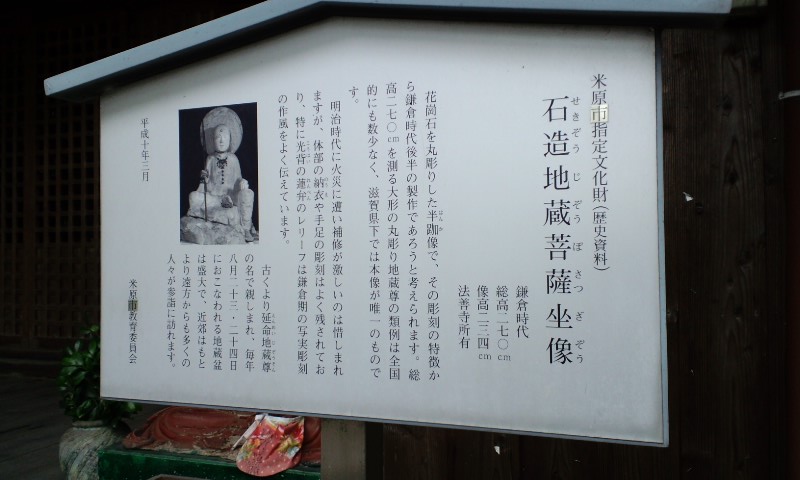 米原市指定文化財(歴史資料)
石造地蔵菩薩坐像
せきぞうじぞうぼさつざぞう
鎌倉時代
総高二七〇㎝
像高二三四㎝
法善寺所有
花崗石を丸彫りした半跏像で、その彫刻の特徴か
はんか
ら鎌倉時代後半の製作であろうと考えられます。総
高二七〇㎝を測る大形の丸彫り地蔵尊の類例は全国
的にも数少なく、滋賀県下では本像が唯一のもので
す。
明治時代に火災に遭い補修が激しいのは惜しまれ
ますが、体部の納衣や手足の彫刻はよく残されてお
り、特に光背の蓮弁のレリーフは鎌倉期の写実彫刻
の作風をよく伝えています。
古くより延命地蔵尊
の名で親しまれ、毎年
八月二十三・二十四日
におこなわれる地蔵盆
は盛大で、近郊はもと
より遠方からも多くの
人々が参詣に訪れます。
平成十年三月
米原市教育委員会